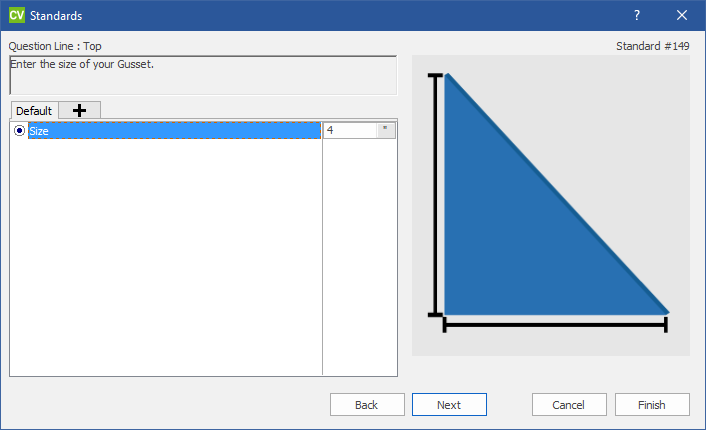 CV Standards ?
Question Line : Top Standard #149
Enter the size of your Gusset.
Default
Size 4 "
Back Next Cancel Finish